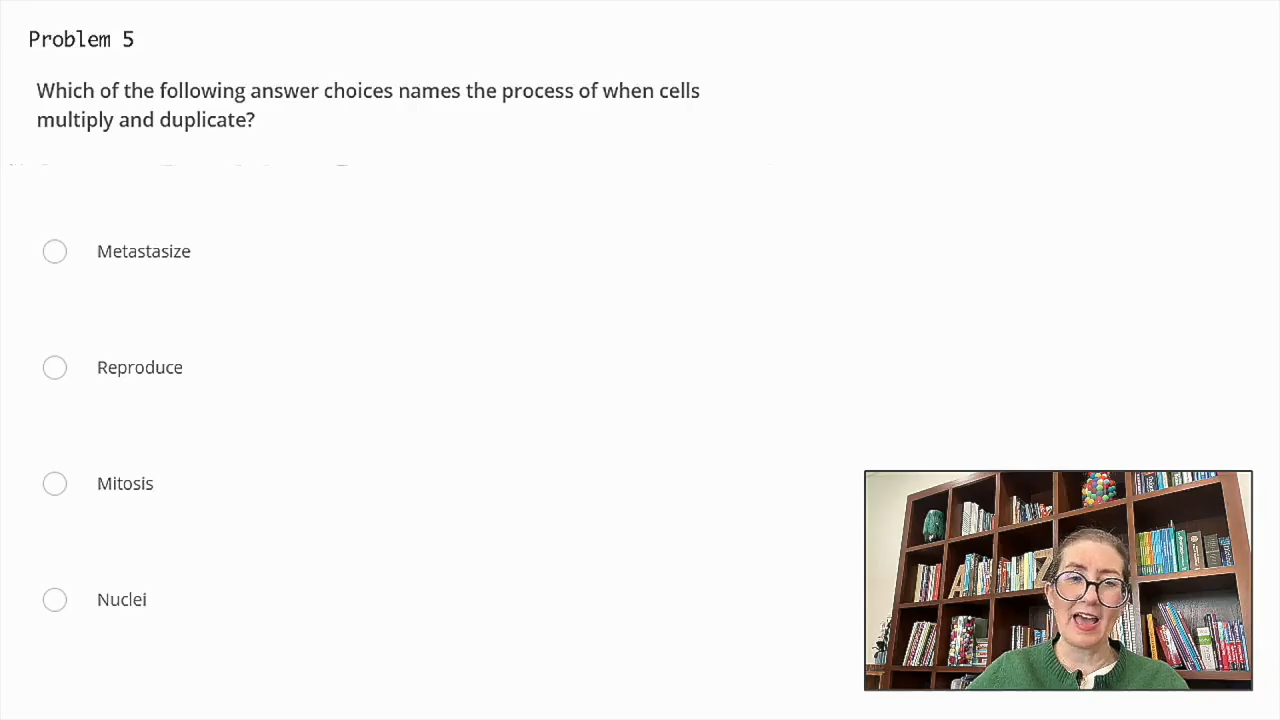 Problem 5
Which of the following answer choices names the process of when cells
multiply and duplicate?
Metastasize
Reproduce
Mitosis
Nuclei